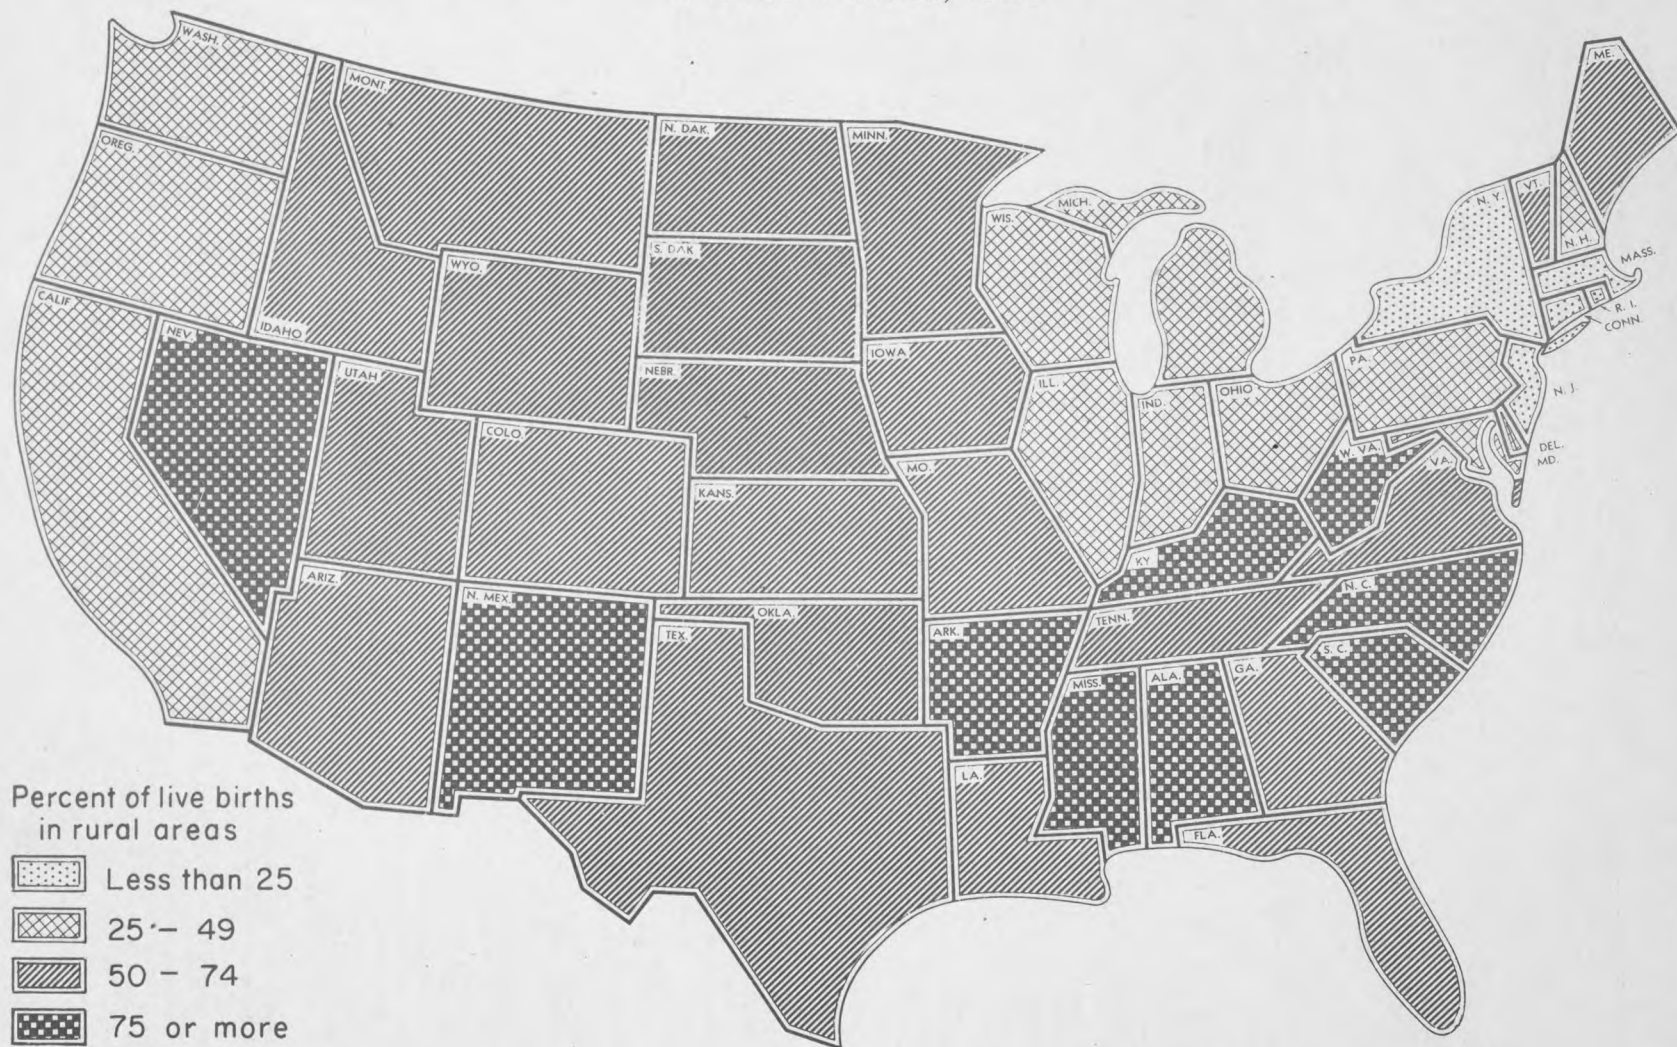 WASH.
MONT.
N. DAK.
MINN.
ME.
OREG.
MICH.
WIS.
N. Y.
VT.
N. H.
MASS.
S. DAK
WYO.
CALIF
NEV.
IDAHO
R. I.
CONN.
IOWA
UTAH
NEBR.
ILL.
IND.
OHIO
PA.
N. J.
COLO.
MO.
W. VA.
VA.
DEL.
MD.
KANS.
KY
ARIZ.
N. MEX.
OKLA.
TEX.
ARK.
TENN.
N. C.
S. C.
MISS.
ALA.
GA.
LA.
FLA.
Percent of live births
in rural areas
Less than 25
25 – 49
50 – 74
75 or more